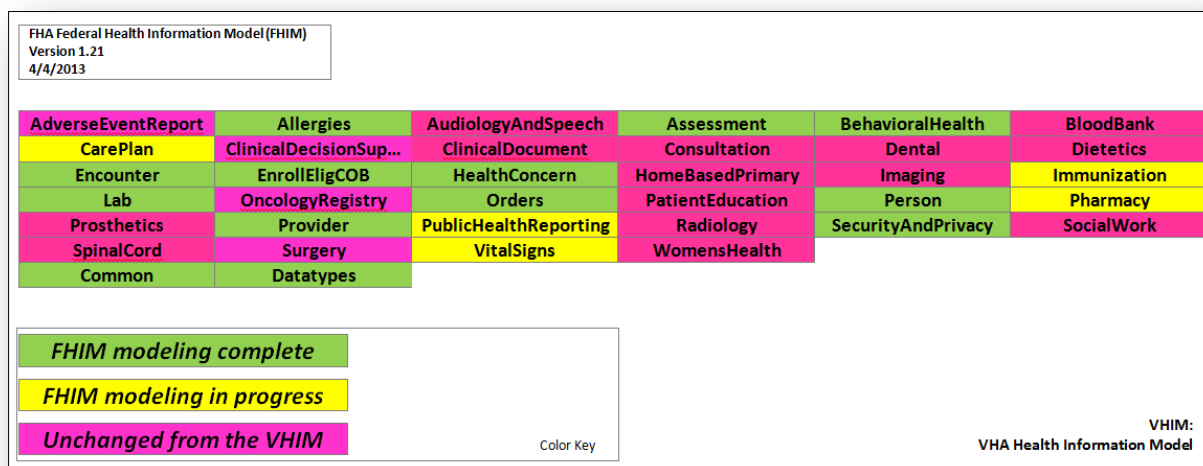 FHA Federal Health Information Model (FHIM)
Version 1.21
4/4/2013
AdverseEventReport Allergies AudiologyAndSpeech Assessment BehavioralHealth BloodBank
CarePlan ClinicalDecisionSup... ClinicalDocument Consultation Dental Dietetics
Encounter EnrollEligCOB HealthConcern HomeBasedPrimary Imaging Immunization
Lab OncologyRegistry Orders PatientEducation Person Pharmacy
Prosthetics Provider PublicHealthReporting Radiology SecurityAndPrivacy SocialWork
SpinalCord Surgery VitalSigns WomensHealth
Common Datatypes
FHIM modeling complete
FHIM modeling in progress
Unchanged from the VHIM
Color Key
VHIM:
VHA Health Information Model